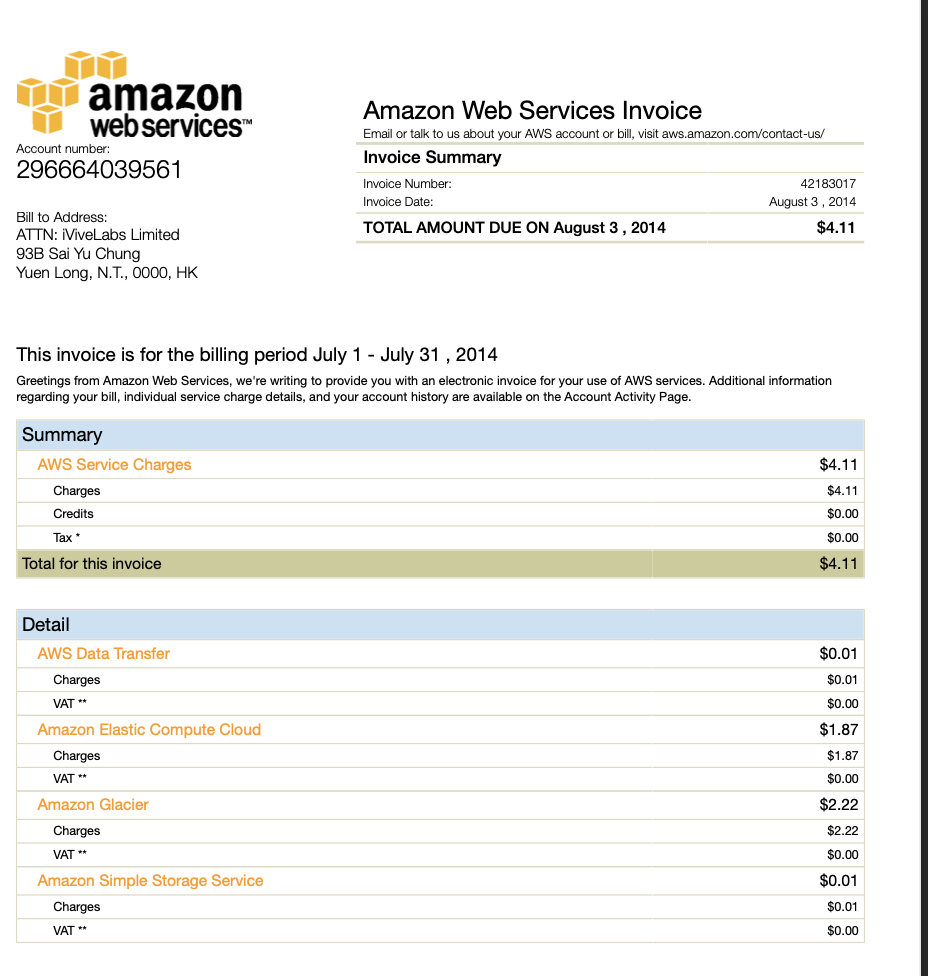 amazon
webservices™
Account number:
296664039561
Bill to Address:
ATTN: iViveLabs Limited
93B Sai Yu Chung
Yuen Long, N.T., 0000, HK
Amazon Web Services Invoice
Email or talk to us about your AWS account or bill, visit aws.amazon.com/contact-us/
Invoice Summary
Invoice Number: 42183017
Invoice Date: August 3 , 2014
TOTAL AMOUNT DUE ON August 3 , 2014 $4.11
This invoice is for the billing period July 1 - July 31 , 2014
Greetings from Amazon Web Services, we're writing to provide you with an electronic invoice for your use of AWS services. Additional information
regarding your bill, individual service charge details, and your account history are available on the Account Activity Page.
Summary
AWS Service Charges $4.11
Charges $4.11
Credits $0.00
Tax * $0.00
Total for this invoice $4.11
Detail
AWS Data Transfer $0.01
Charges $0.01
VAT ** $0.00
Amazon Elastic Compute Cloud $1.87
Charges $1.87
VAT ** $0.00
Amazon Glacier $2.22
Charges $2.22
VAT ** $0.00
Amazon Simple Storage Service $0.01
Charges $0.01
VAT ** $0.00